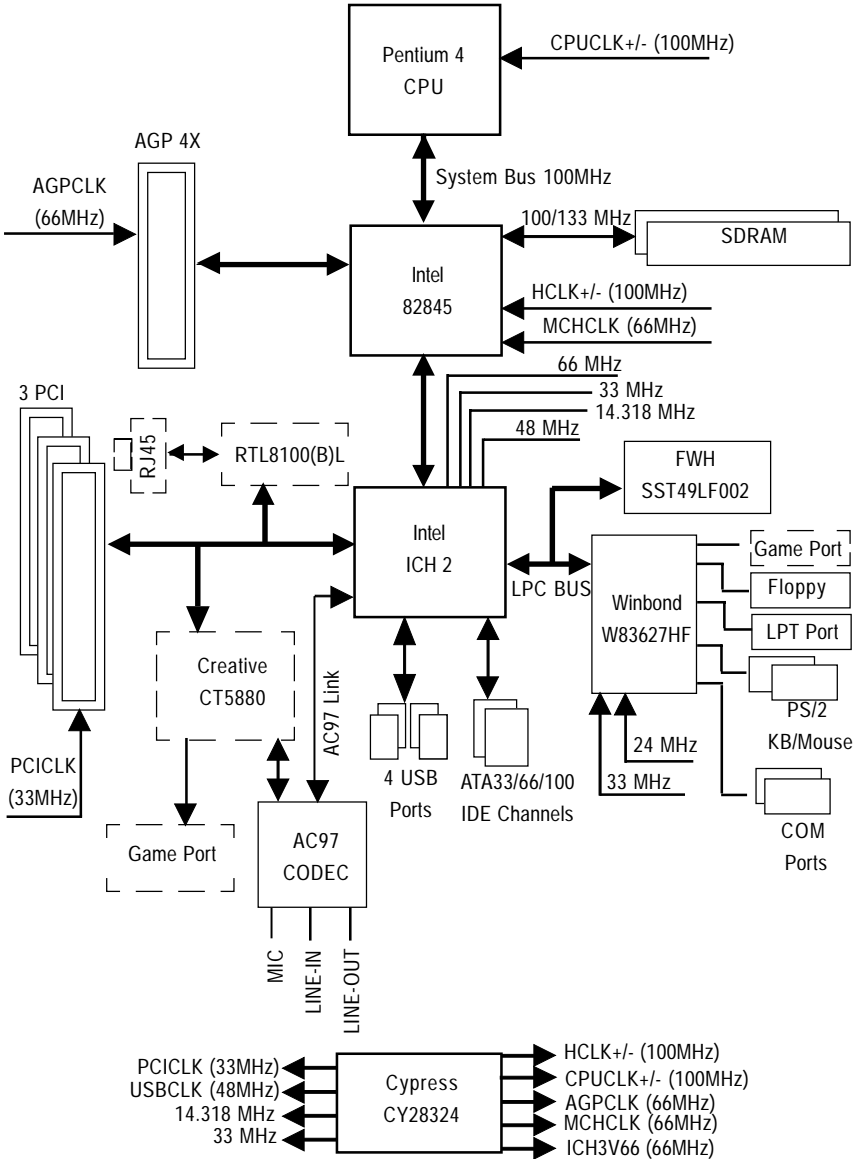 Pentium 4
CPU
CPUCLK+/- (100MHz)
AGP 4X
System Bus 100MHz
AGPCLK
(66MHz)
100/133 MHz
SDRAM
Intel
82845
HCLK+/- (100MHz)
MCHCLK (66MHz)
66 MHz
33 MHz
14.318 MHz
48 MHz
3 PCI
RJ45
RTL8100(B)L
FWH
SST49LF002
Intel
ICH 2
LPC BUS
Winbond
W83627HF
Game Port
Floppy
LPT Port
PS/2
KB/Mouse
24 MHz
33 MHz
COM
Ports
Creative
CT5880
AC97 Link
4 USB
Ports
ATA33/66/100
IDE Channels
PCICLK
(33MHz)
Game Port
AC97
CODEC
MIC
LINE-IN
LINE-OUT
PCICLK (33MHz)
USBCLK (48MHz)
14.318 MHz
33 MHz
Cypress
CY28324
HCLK+/- (100MHz)
CPUCLK+/- (100MHz)
AGPCLK (66MHz)
MCHCLK (66MHz)
ICH3V66 (66MHz)